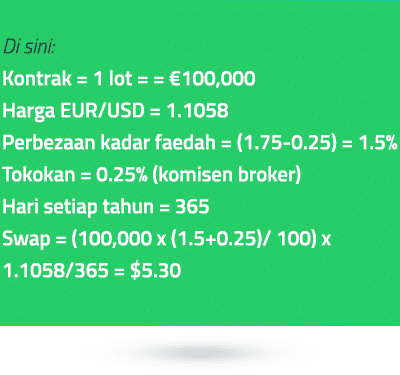 Di sini:
Kontrak = 1 lot = = €100,000
Harga EUR/USD = 1.1058
Perbezaan kadar faedah = (1.75-0.25) = 1.5%
Tokokan = 0.25% (komisen broker)
Hari setiap tahun = 365
Swap = (100,000 x (1.5+0.25)/ 100) x
1.1058/365 = $5.30